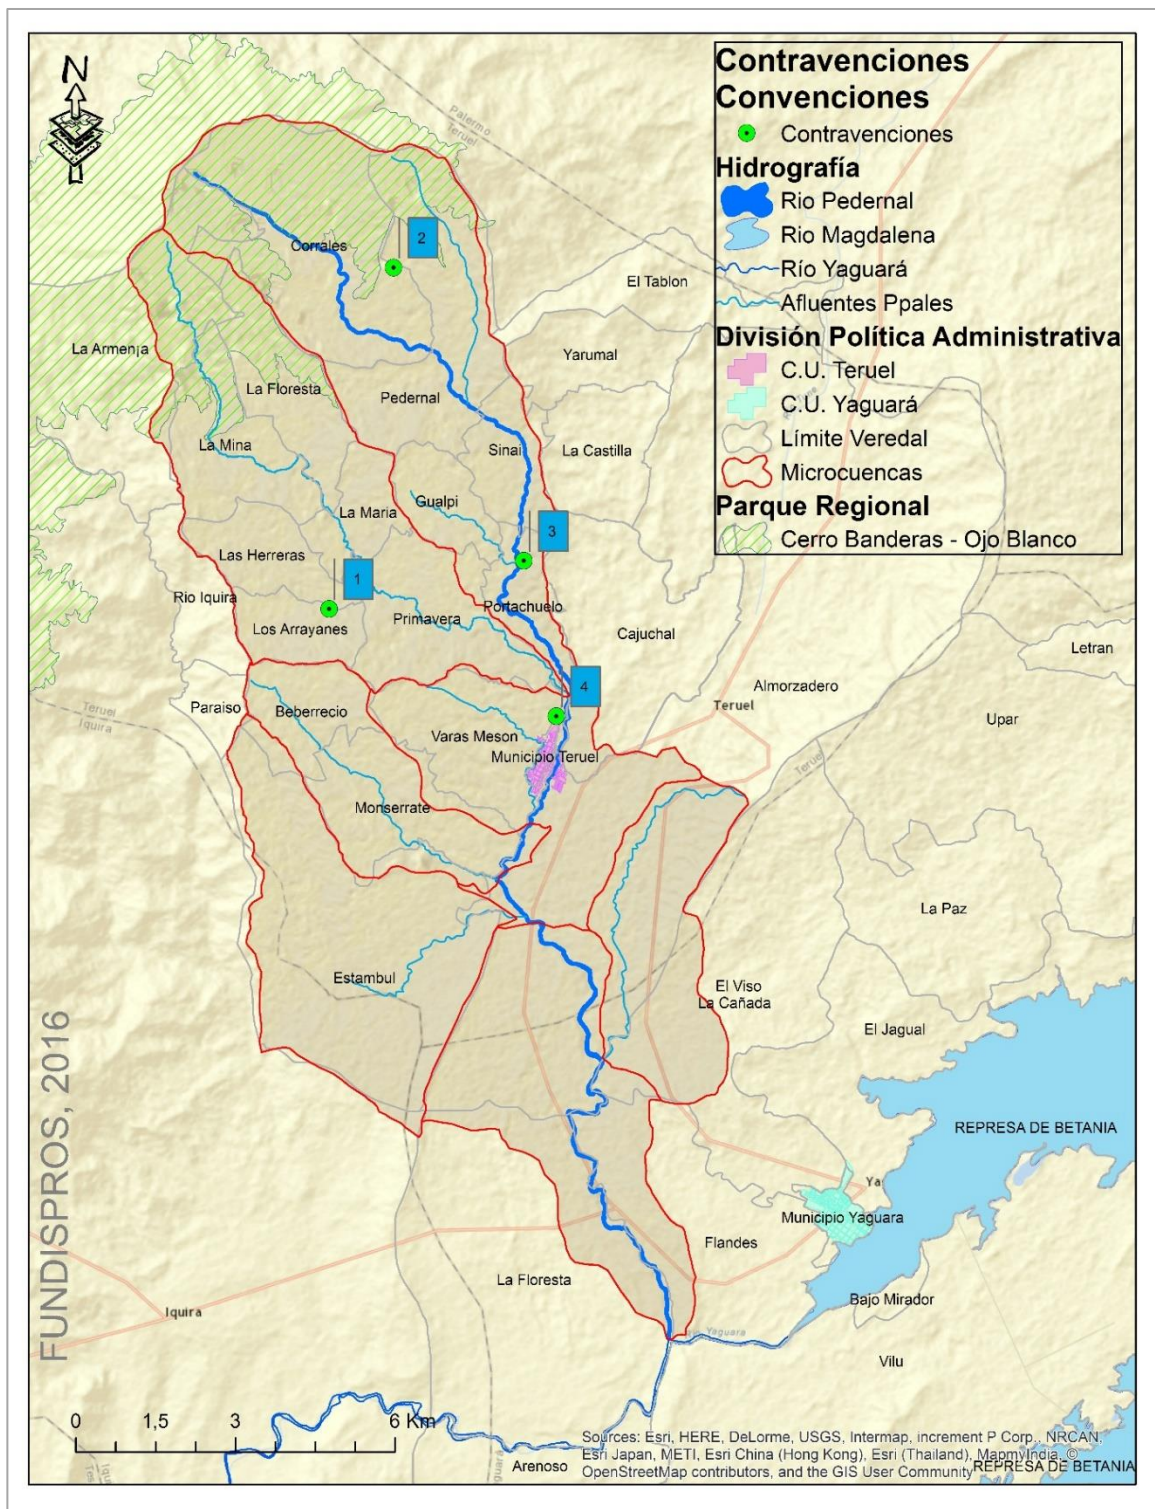 N
Contravenciones
Convenciones
Contravenciones
Hidrografía
Rio Pedernal
Rio Magdalena
Río Yaguará
Afluentes Ppales
División Política Administrativa
C.U. Teruel
C.U. Yaguará
Límite Veredal
Microcuencas
Parque Regional
Cerro Banderas - Ojo Blanco
Palermo
Teruel
2
Corrales
El Tablon
La Armenia
Yarumal
La Floresta
Pedernal
La Mina
Sinai
La Castilla
Gualpi
La Maria
3
Las Herreras
1
Rio Iquira
Portachuelo
Primavera
Los Arrayanes
Cajuchal
Letran
4
Almorzadero
Teruel
Paraiso
Beberrecio
Upar
Teruel
Iquira
Varas Meson
Municipio Teruel
Teruel
Monserrate
La Paz
Estambul
El Viso
La Cañada
El Jagual
REPRESA DE BETANIA
Ya
Municipio Yaguara
Flandes
La Floresta
Bajo Mirador
Iquira
Yaguara
Vilu
FUNDISPROS, 2016
0 1,5 3 6 Km
Arenoso
Sources: Esri, HERE, DeLorme, USGS, Intermap, increment P Corp., NRCAN,
Esri Japan, METI, Esri China (Hong Kong), Esri (Thailand), MapmyIndia, ©
OpenStreetMap contributors, and the GIS User Community
REPRESA DE BETANIA